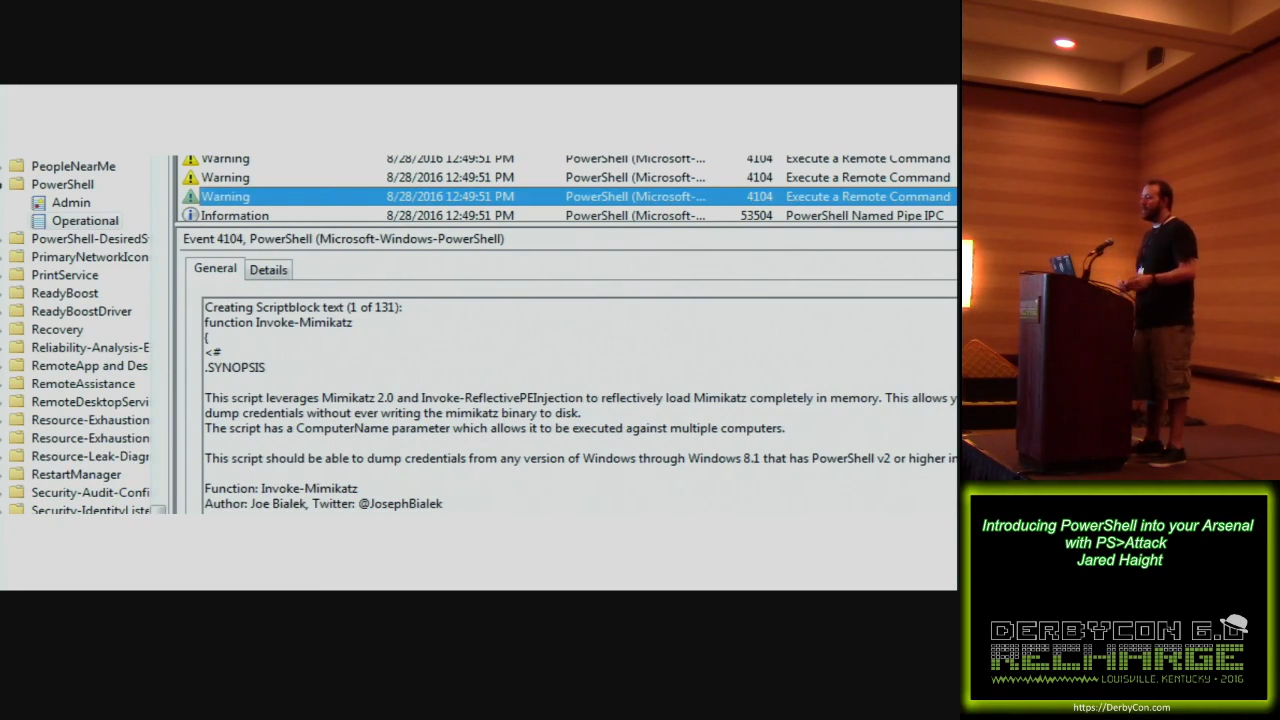 PeopleNearMe
PowerShell
Admin
Operational
PowerShell-DesiredS
PrimaryNetworkIcon
PrintService
ReadyBoost
ReadyBoostDriver
Recovery
Reliability-Analysis-E
RemoteApp and Des
RemoteAssistance
RemoteDesktopServi
Resource-Exhaustion
Resource-Exhaustion
Resource-Leak-Diagr
RestartManager
Security-Audit-Confi
Security-IdentityListe
Warning 8/28/2016 12:49:51 PM PowerShell (Microsoft-... 4104 Execute a Remote Command
Warning 8/28/2016 12:49:51 PM PowerShell (Microsoft-... 4104 Execute a Remote Command
Warning 8/28/2016 12:49:51 PM PowerShell (Microsoft-... 4104 Execute a Remote Command
Information 8/28/2016 12:49:51 PM PowerShell (Microsoft-... 53504 PowerShell Named Pipe IPC
Event 4104, PowerShell (Microsoft-Windows-PowerShell)
General Details
Creating Scriptblock text (1 of 131):
function Invoke-Mimikatz
{
<#
.SYNOPSIS
This script leverages Mimikatz 2.0 and Invoke-ReflectivePEInjection to reflectively load Mimikatz completely in memory. This allows y
dump credentials without ever writing the mimikatz binary to disk.
The script has a ComputerName parameter which allows it to be executed against multiple computers.
This script should be able to dump credentials from any version of Windows through Windows 8.1 that has PowerShell v2 or higher in
Function: Invoke-Mimikatz
Author: Joe Bialek, Twitter: @JosephBialek
Introducing PowerShell into your Arsenal
with PS>Attack
Jared Haight
DERBYCON 6.0
RECHARGE
LOUISVILLE, KENTUCKY • 2016
https://DerbyCon.com